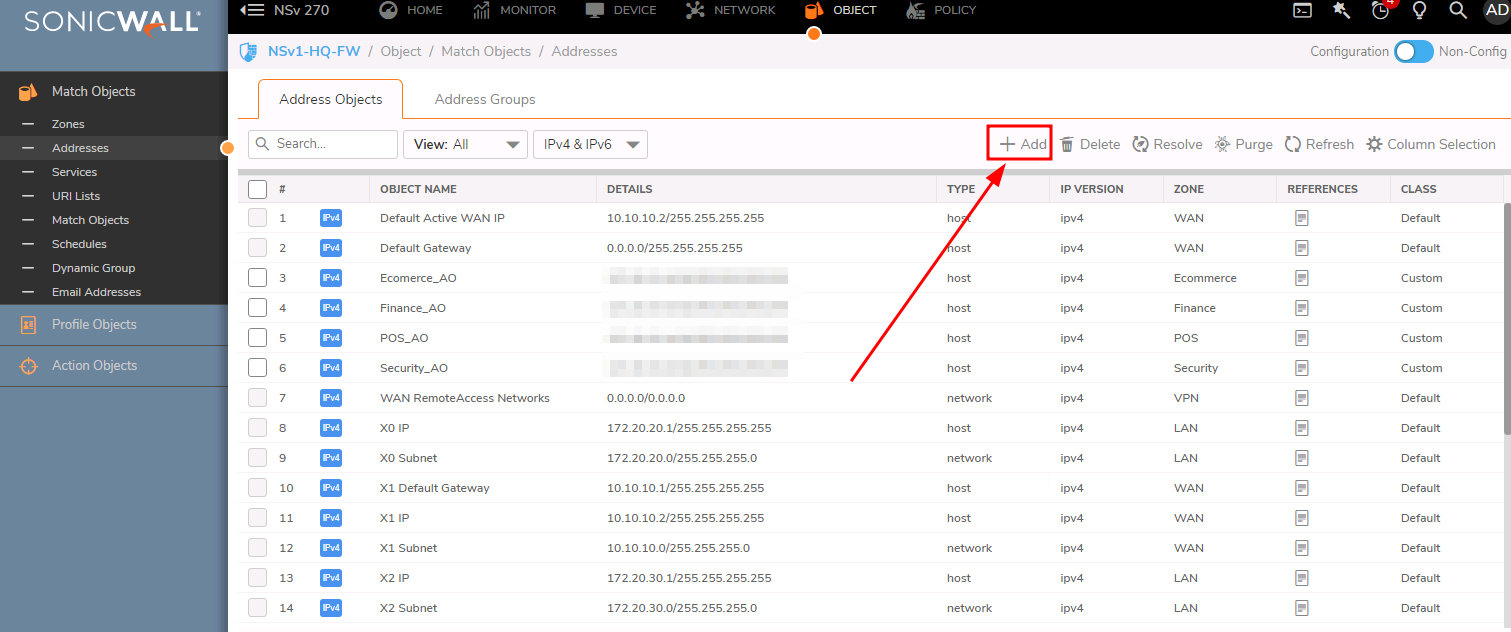 SONICWALL
NSv 270 HOME MONITOR DEVICE NETWORK OBJECT POLICY 4 AD
NSv1-HQ-FW / Object / Match Objects / Addresses Configuration Non-Config
Match Objects
Zones
Addresses
Services
URI Lists
Match Objects
Schedules
Dynamic Group
Email Addresses
Profile Objects
Action Objects
Address Objects Address Groups
Search... View: All IPv4 & IPv6 Add Delete Resolve Purge Refresh Column Selection
# OBJECT NAME DETAILS TYPE IP VERSION ZONE REFERENCES CLASS
1 IPv4 Default Active WAN IP 10.10.10.2/255.255.255.255 host ipv4 WAN Default
2 IPv4 Default Gateway 0.0.0.0/255.255.255.255 host ipv4 WAN Default
3 IPv4 Ecomerce_AO host ipv4 Ecommerce Custom
4 IPv4 Finance_AO host ipv4 Finance Custom
5 IPv4 POS_AO host ipv4 POS Custom
6 IPv4 Security_AO host ipv4 Security Custom
7 IPv4 WAN RemoteAccess Networks 0.0.0.0/0.0.0.0 network ipv4 VPN Default
8 IPv4 X0 IP 172.20.20.1/255.255.255.255 host ipv4 LAN Default
9 IPv4 X0 Subnet 172.20.20.0/255.255.255.0 network ipv4 LAN Default
10 IPv4 X1 Default Gateway 10.10.10.1/255.255.255.255 host ipv4 WAN Default
11 IPv4 X1 IP 10.10.10.2/255.255.255.255 host ipv4 WAN Default
12 IPv4 X1 Subnet 10.10.10.0/255.255.255.0 network ipv4 WAN Default
13 IPv4 X2 IP 172.20.30.1/255.255.255.255 host ipv4 LAN Default
14 IPv4 X2 Subnet 172.20.30.0/255.255.255.0 network ipv4 LAN Default